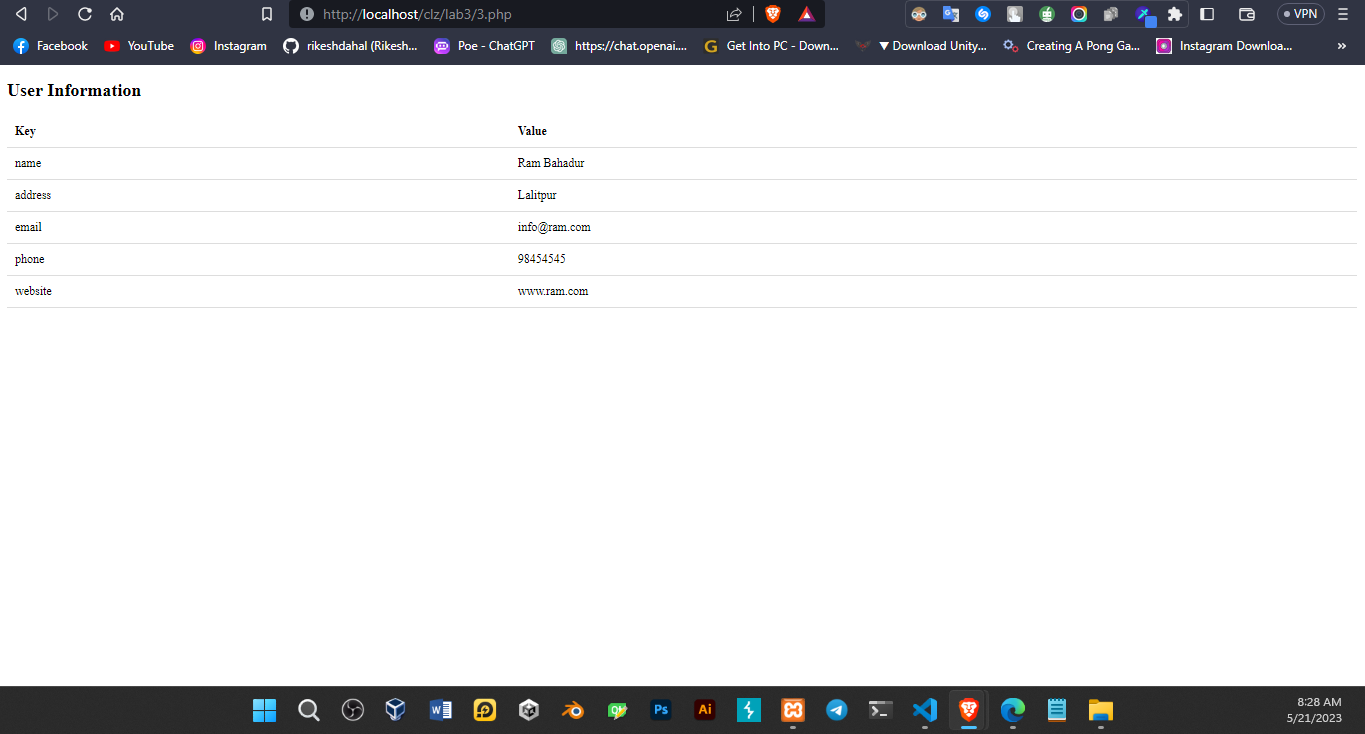 http://localhost/clz/lab3/3.php
VPN
Facebook YouTube Instagram rikeshdahal (Rikesh... Poe - ChatGPT https://chat.openai.... Get Into PC - Down... ▼ Download Unity... Creating A Pong Ga... Instagram Downloa... »
User Information
Key Value
name Ram Bahadur
address Lalitpur
email info@ram.com
phone 98454545
website www.ram.com
Ps Ai
8:28 AM
5/21/2023